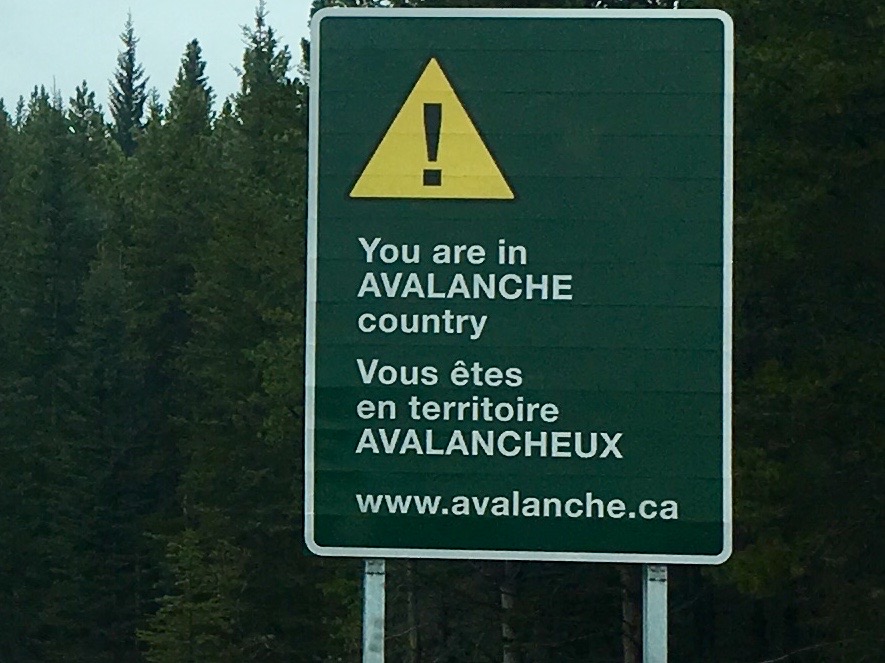 !
You are in
AVALANCHE
country
Vous êtes
en territoire
AVALANCHEUX
www.avalanche.ca